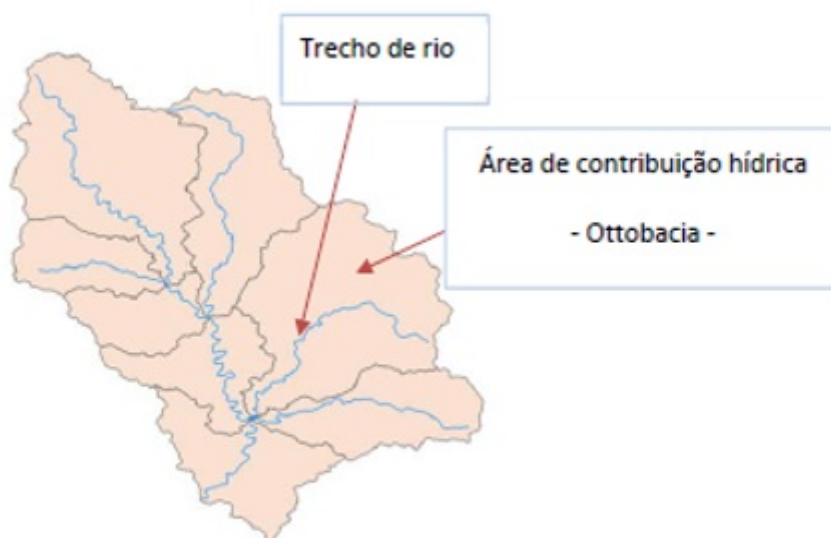 Trecho de rio
Área de contribuição hídrica
- Ottobacia -